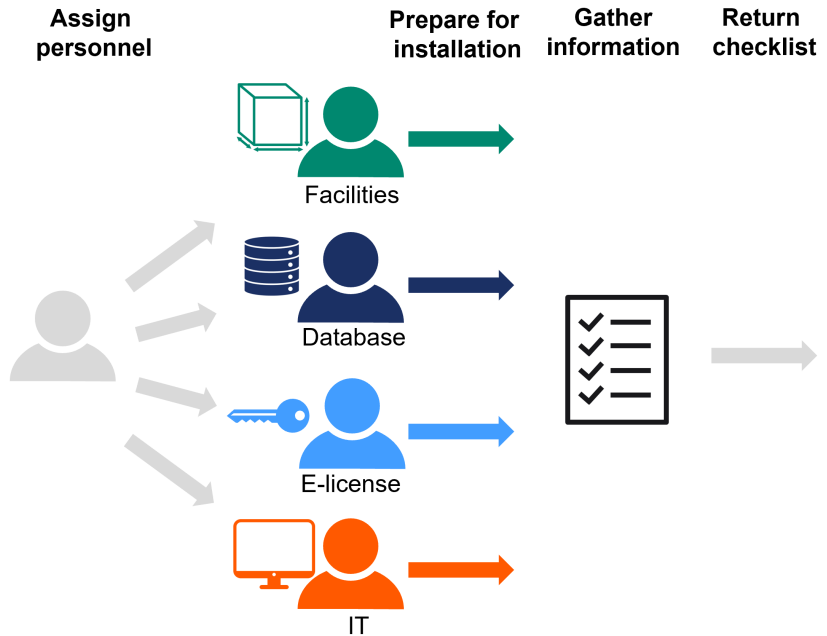 Assign
personnel
Prepare for
installation
Gather
information
Return
checklist
Facilities
Database
E-license
IT